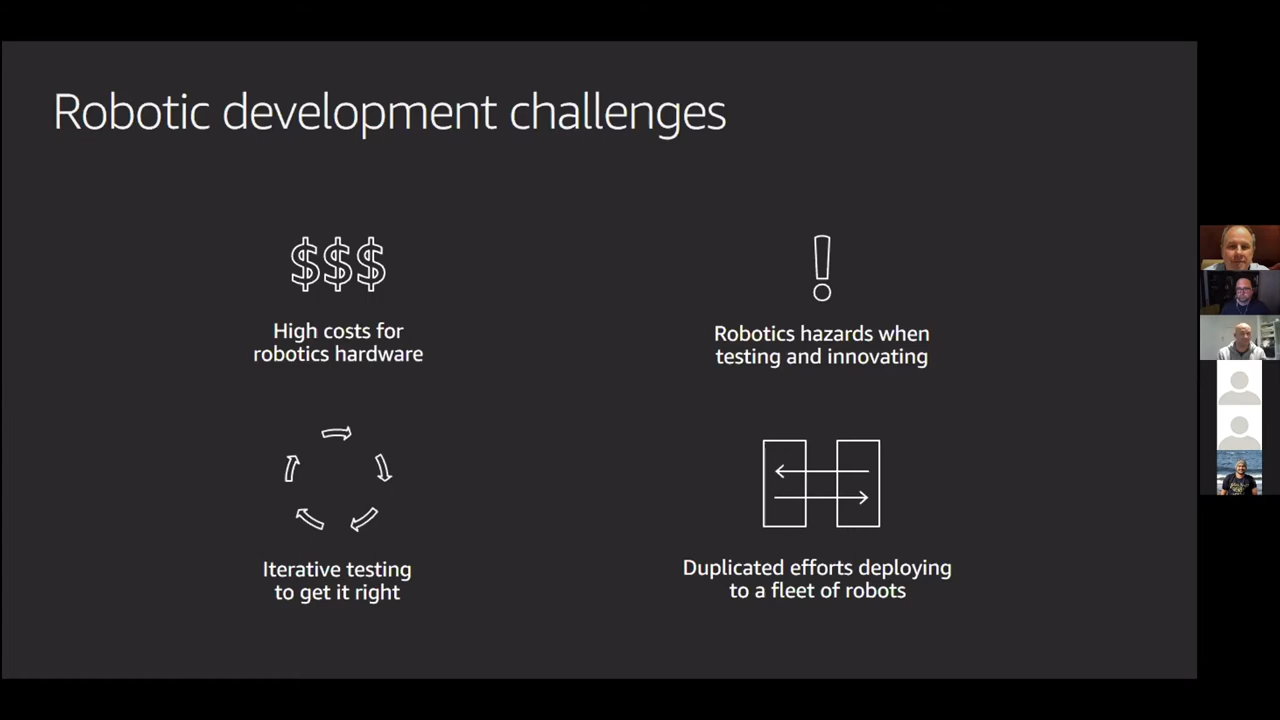 Robotic development challenges
$$$
High costs for
robotics hardware
!
Robotics hazards when
testing and innovating
Iterative testing
to get it right
Duplicated efforts deploying
to a fleet of robots